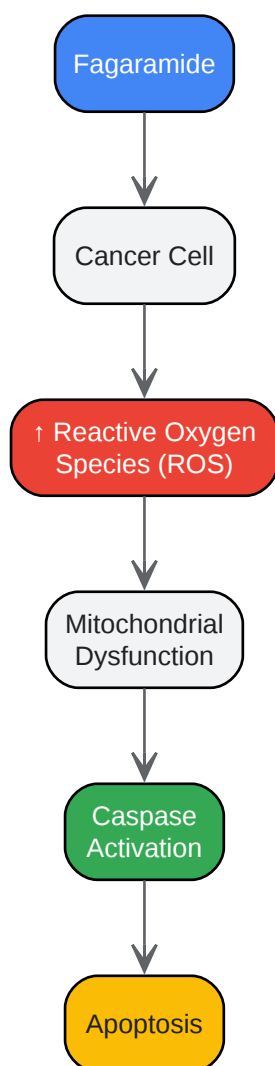 Fagaramide
Cancer Cell
↑ Reactive Oxygen
Species (ROS)
Mitochondrial
Dysfunction
Caspase
Activation
Apoptosis